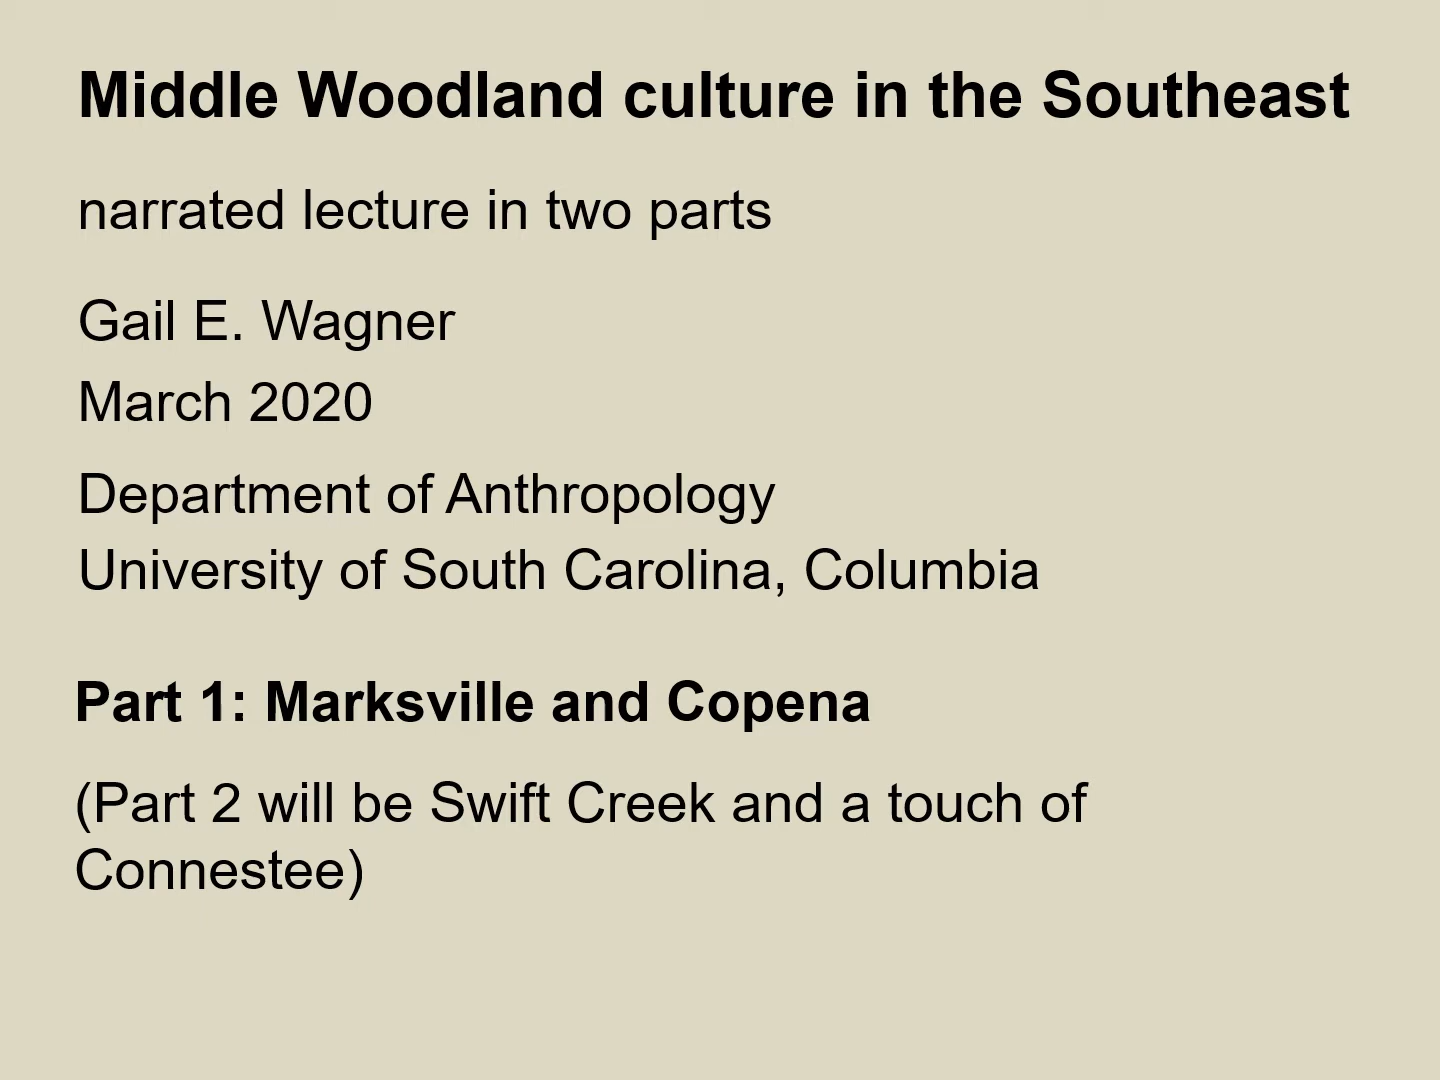 Middle Woodland culture in the Southeast
narrated lecture in two parts
Gail E. Wagner
March 2020
Department of Anthropology
University of South Carolina, Columbia
Part 1: Marksville and Copena
(Part 2 will be Swift Creek and a touch of
Connestee)